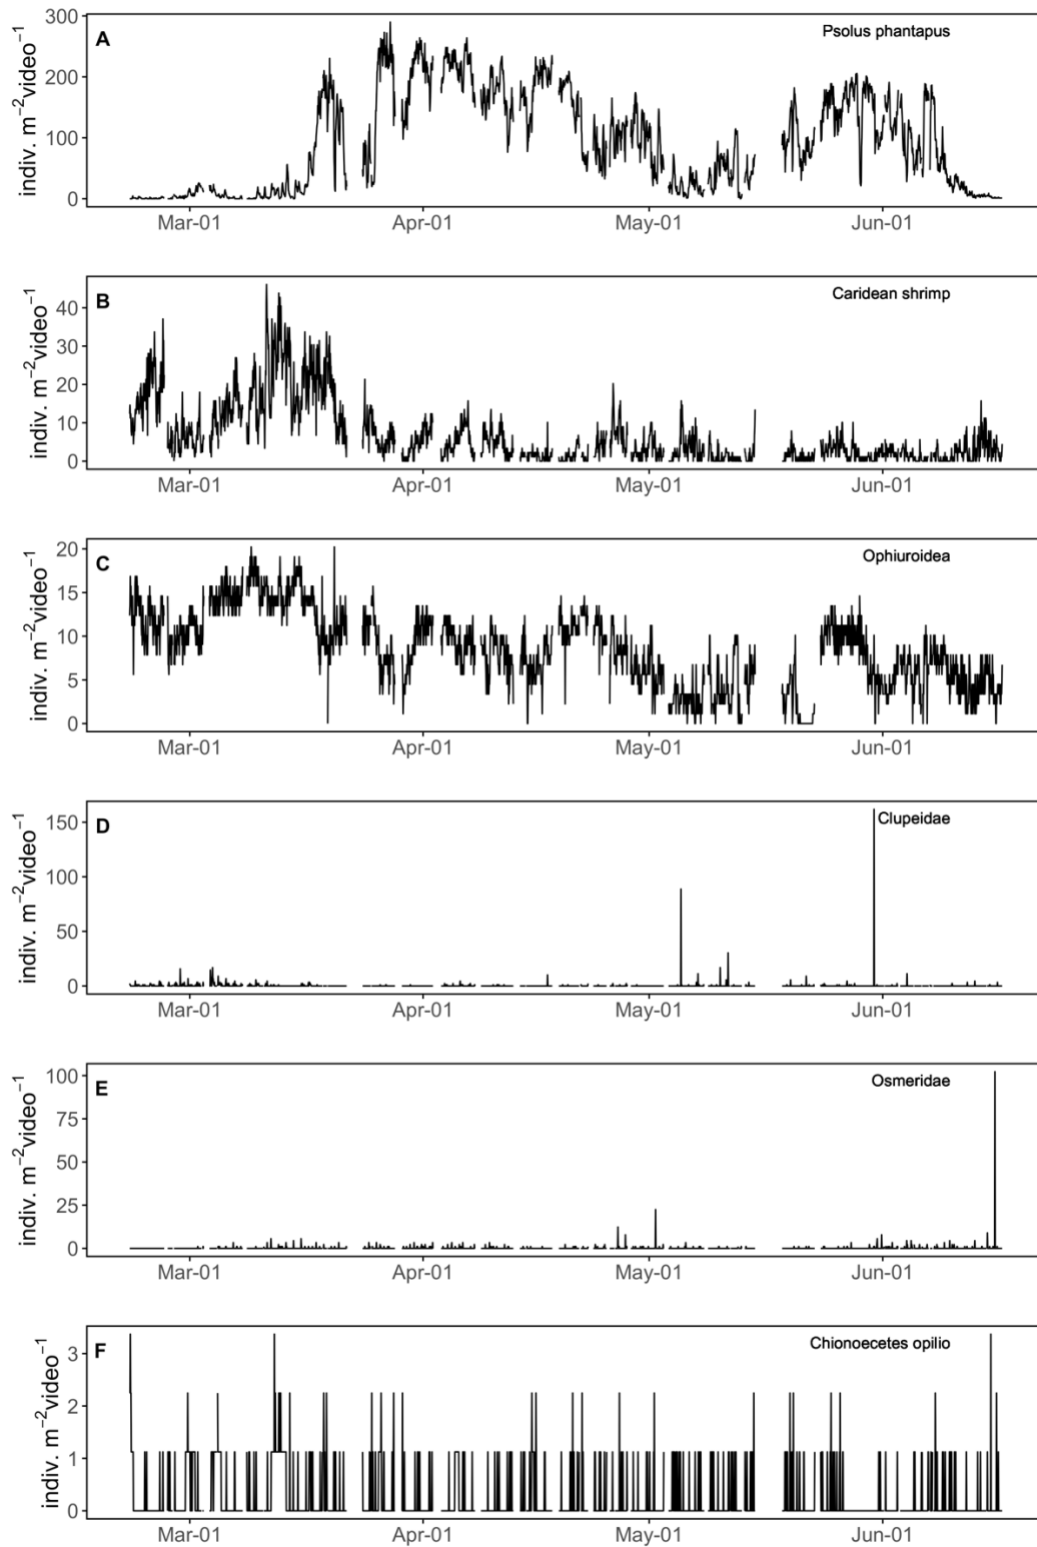 A
Psolus phantapus
indiv. m⁻²video⁻¹
300
200
100
0
Mar-01 Apr-01 May-01 Jun-01
B
Caridean shrimp
indiv. m⁻²video⁻¹
40
30
20
10
0
Mar-01 Apr-01 May-01 Jun-01
C
Ophiuroidea
indiv. m⁻²video⁻¹
20
15
10
5
0
Mar-01 Apr-01 May-01 Jun-01
D
Clupeidae
indiv. m⁻²video⁻¹
150
100
50
0
Mar-01 Apr-01 May-01 Jun-01
E
Osmeridae
indiv. m⁻²video⁻¹
100
75
50
25
0
Mar-01 Apr-01 May-01 Jun-01
F
Chionoecetes opilio
indiv. m⁻²video⁻¹
3
2
1
0
Mar-01 Apr-01 May-01 Jun-01